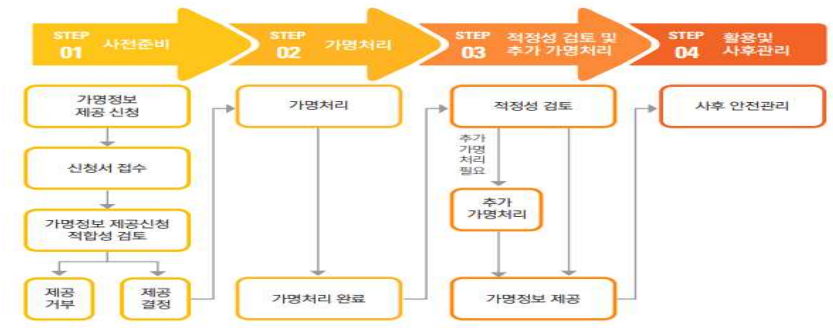 STEP 01 사전준비
STEP 02 가명처리
STEP 03 적정성 검토 및
추가 가명처리
STEP 04 활용및
사후관리
가명정보
제공 신청
신청서 접수
가명정보 제공신청
적합성 검토
제공
거부
제공
결정
가명처리
가명처리 완료
적정성 검토
추가
가명
처리
필요
추가
가명처리
가명정보 제공
사후 안전관리